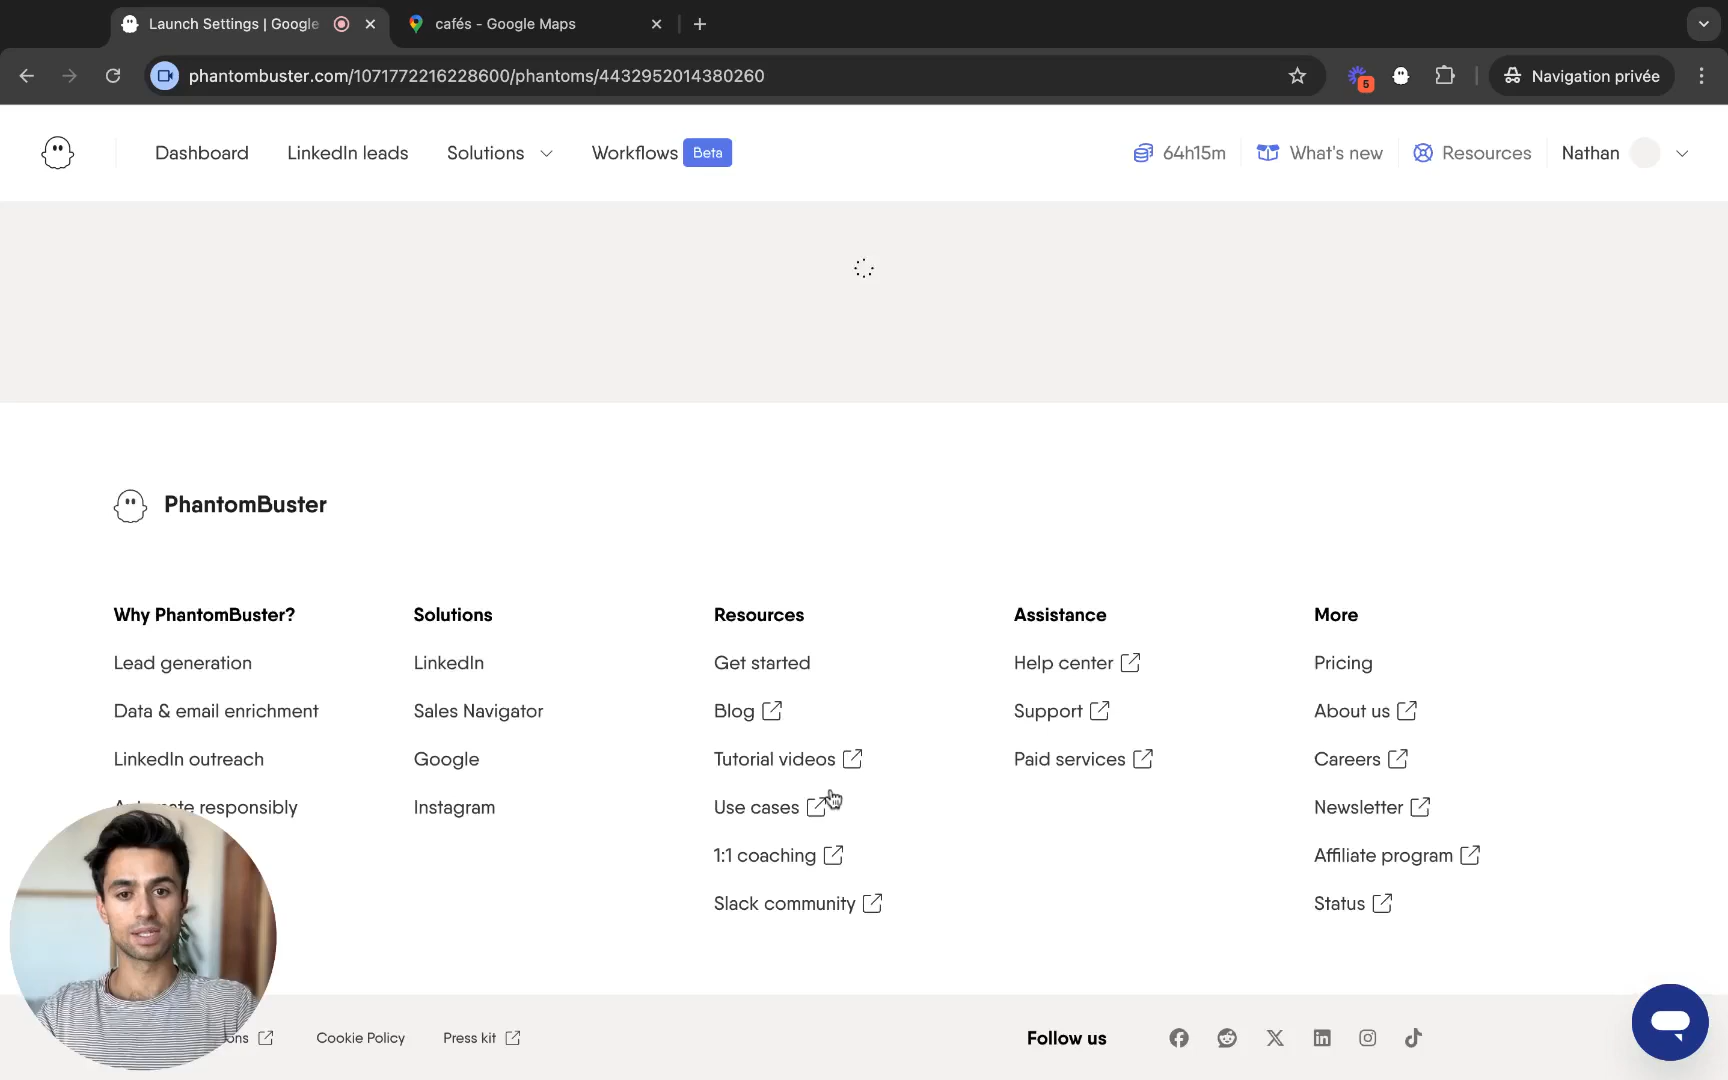 Launch Settings | Google
cafés - Google Maps
phantombuster.com/1071772216228600/phantoms/4432952014380260
5
Navigation privée
Dashboard
LinkedIn leads
Solutions
Workflows
Beta
64h15m
What's new
Resources
Nathan
PhantomBuster
Why PhantomBuster?
Lead generation
Data & email enrichment
LinkedIn outreach
responsibly
Solutions
LinkedIn
Sales Navigator
Google
Instagram
Resources
Get started
Blog
Tutorial videos
Use cases
1:1 coaching
Slack community
Assistance
Help center
Support
Paid services
More
Pricing
About us
Careers
Newsletter
Affiliate program
Status
Cookie Policy
Press kit
Follow us